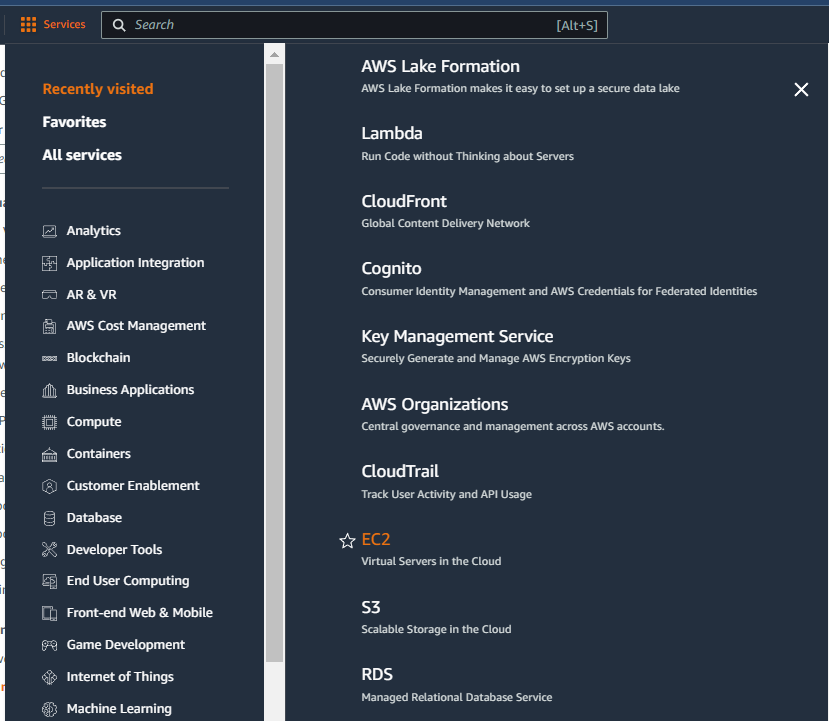 Services
Search
[Alt+S]
Recently visited
Favorites
All services
Analytics
Application Integration
AR & VR
AWS Cost Management
Blockchain
Business Applications
Compute
Containers
Customer Enablement
Database
Developer Tools
End User Computing
Front-end Web & Mobile
Game Development
Internet of Things
Machine Learning
AWS Lake Formation
AWS Lake Formation makes it easy to set up a secure data lake
Lambda
Run Code without Thinking about Servers
CloudFront
Global Content Delivery Network
Cognito
Consumer Identity Management and AWS Credentials for Federated Identities
Key Management Service
Securely Generate and Manage AWS Encryption Keys
AWS Organizations
Central governance and management across AWS accounts.
CloudTrail
Track User Activity and API Usage
EC2
Virtual Servers in the Cloud
S3
Scalable Storage in the Cloud
RDS
Managed Relational Database Service